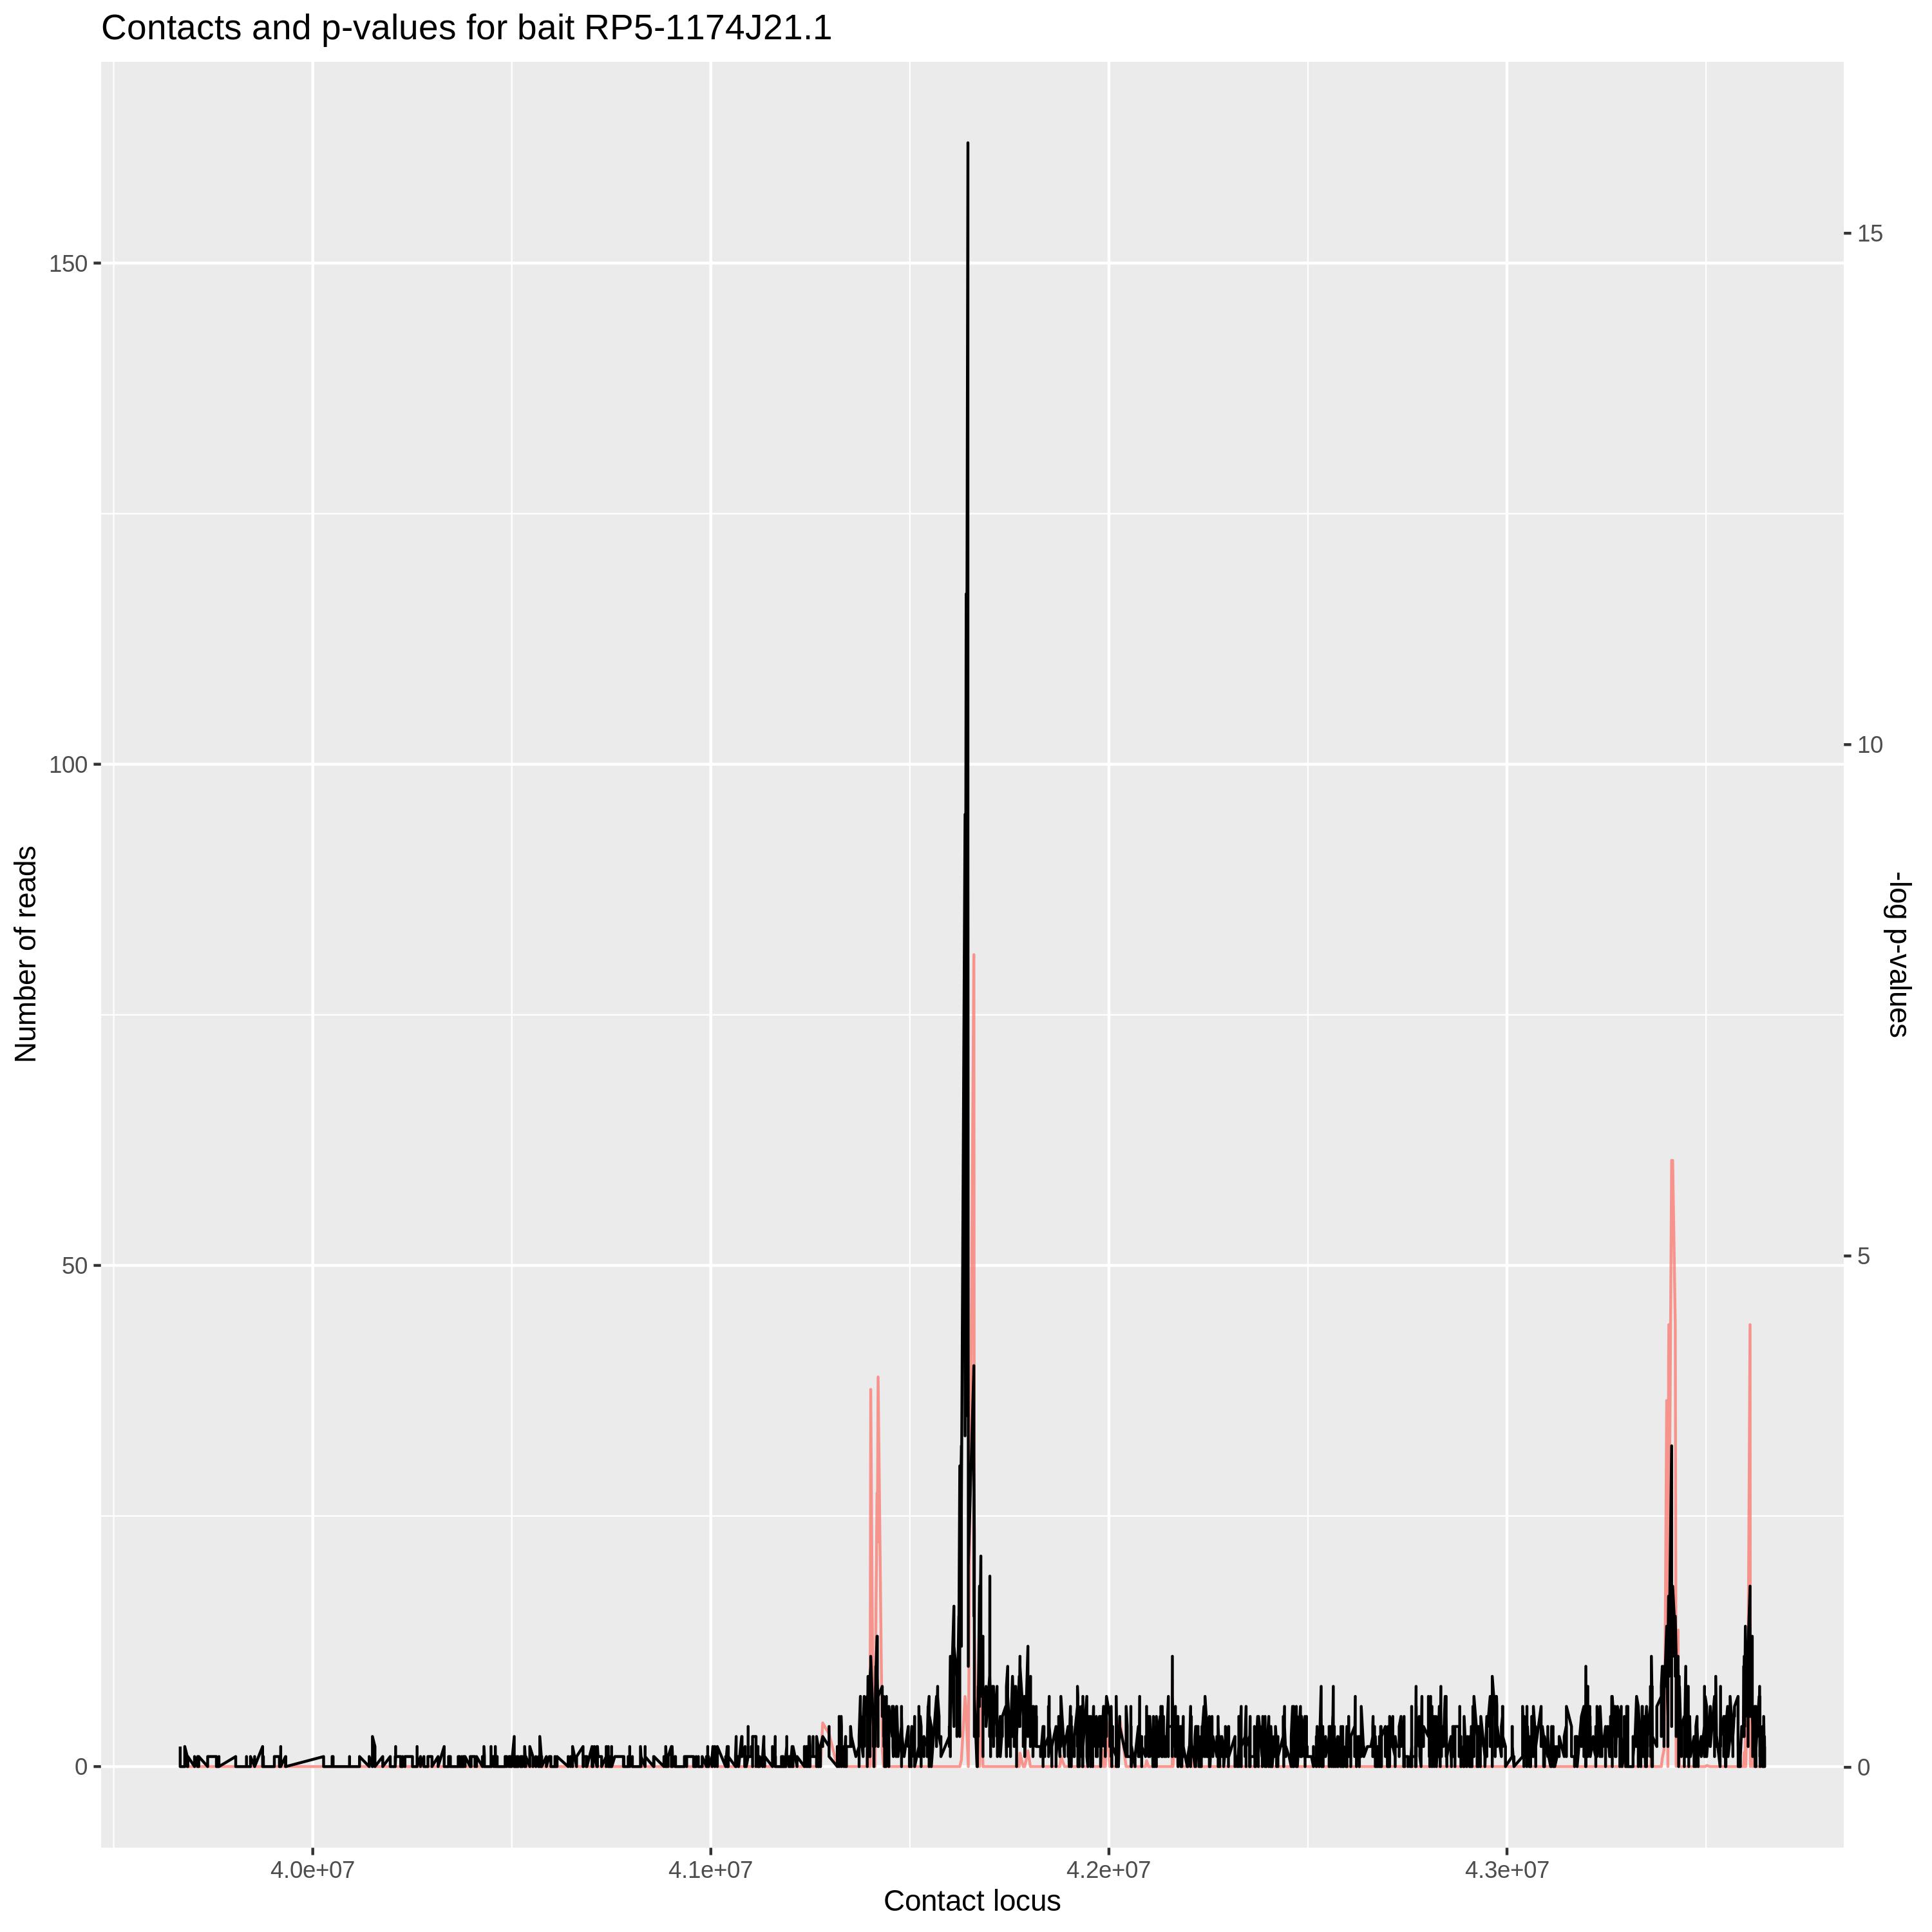 Contacts and p-values for bait RP5-1174J21.1
150
100
50
0
Number of reads
15
10
5
0
-log p-values
4.0e+07
4.1e+07
4.2e+07
4.3e+07
Contact locus